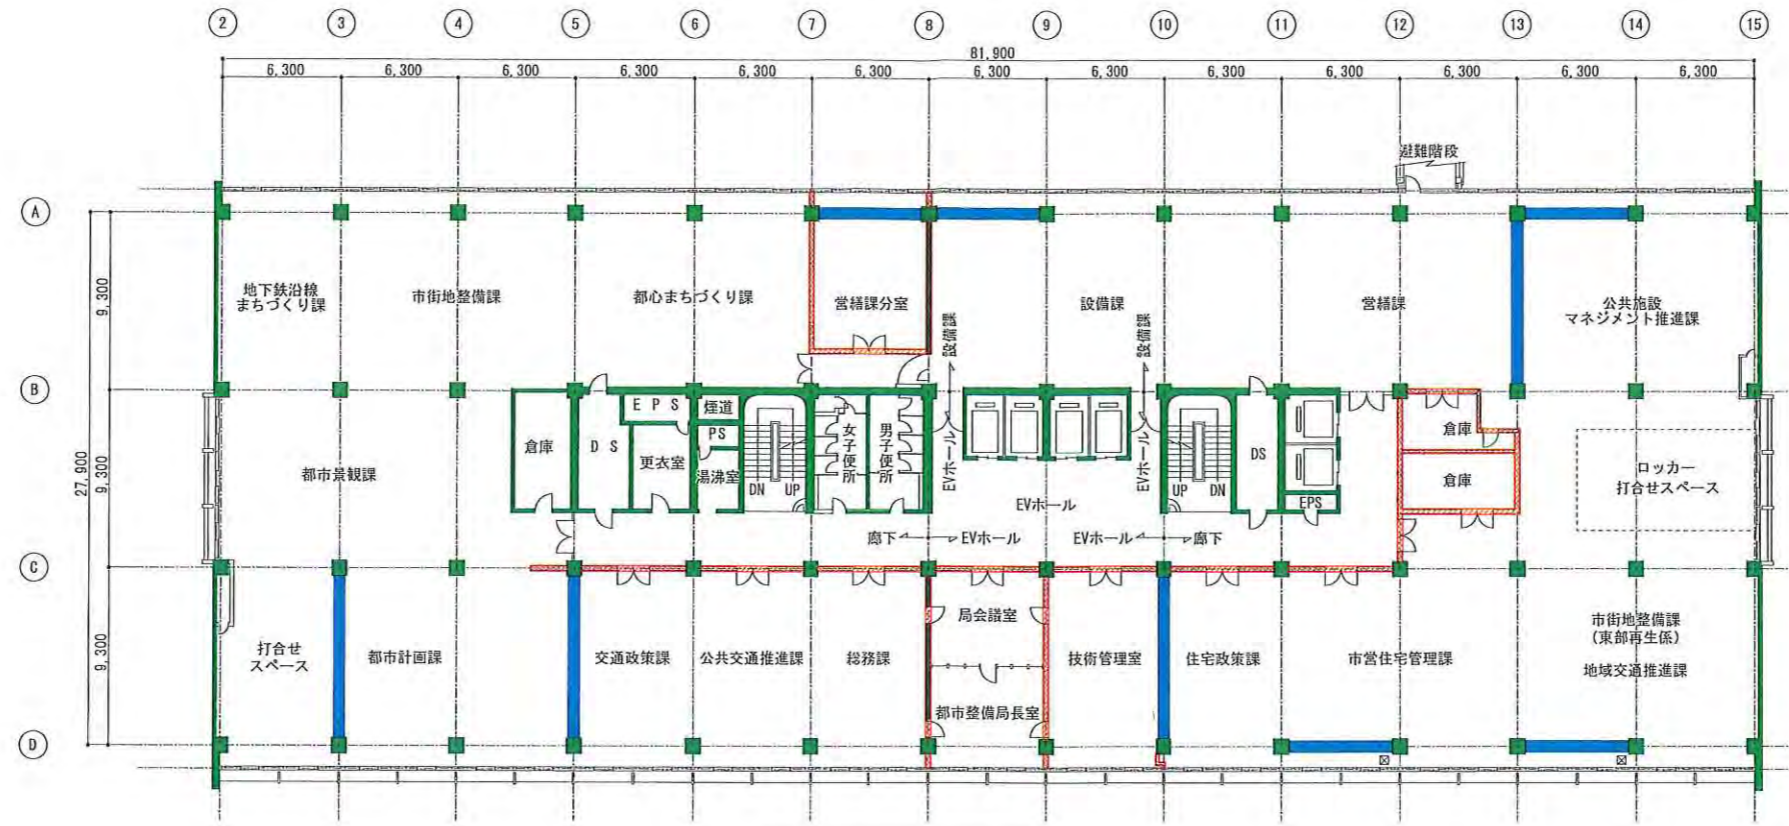 2 3 4 5 6 7 8 9 10 11 12 13 14 15
81,900
6,300 6,300 6,300 6,300 6,300 6,300 6,300 6,300 6,300 6,300 6,300 6,300 6,300
避難階段
A
9,300
地下鉄沿線
まちづくり課
市街地整備課
都心まちづくり課
営繕課分室
設備課
営繕課
公共施設
マネジメント推進課
設備課
設備課
B
27,900
9,300
都市景観課
倉庫
D S
E P S
更衣室
煙道
PS
湯沸室
DN UP
女子便所
男子便所
EVホール
EVホール
EVホール
UP DN
DS
EPS
倉庫
倉庫
ロッカー
打合せスペース
廊下 EVホール
EVホール 廊下
C
9,300
打合せ
スペース
都市計画課
交通政策課
公共交通推進課
総務課
局会議室
都市整備局長室
技術管理室
住宅政策課
市営住宅管理課
市街地整備課
(東部再生係)
地域交通推進課
D